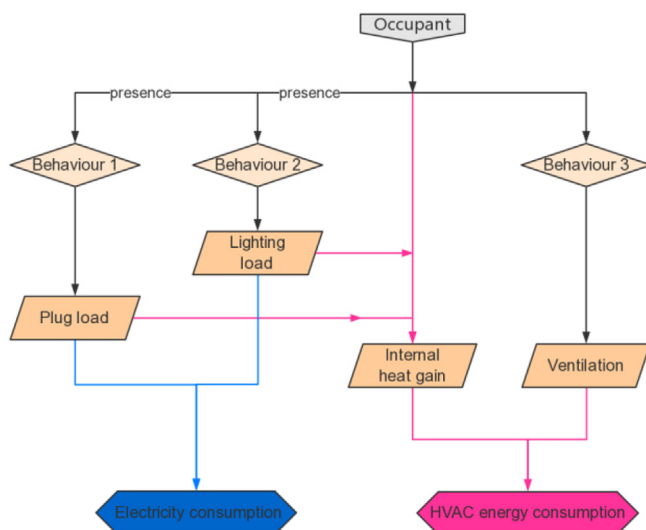 Occupant
presence
presence
Behaviour 1
Behaviour 2
Behaviour 3
Lighting
load
Plug load
Internal
heat gain
Ventilation
Electricity consumption
HVAC energy consumption